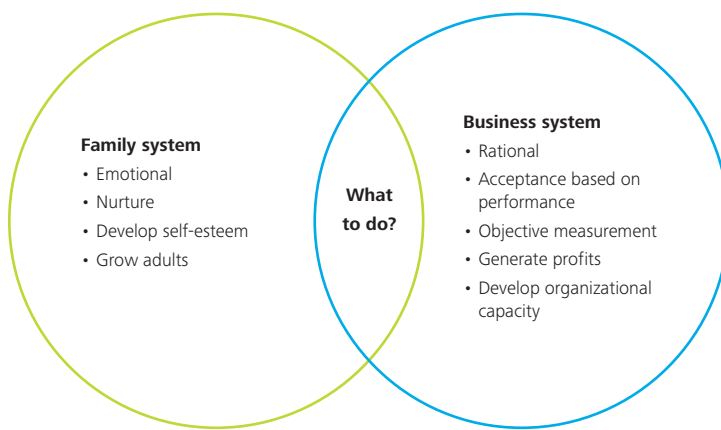 Family system
• Emotional
• Nurture
• Develop self-esteem
• Grow adults
What
to do?
Business system
• Rational
• Acceptance based on
performance
• Objective measurement
• Generate profits
• Develop organizational
capacity